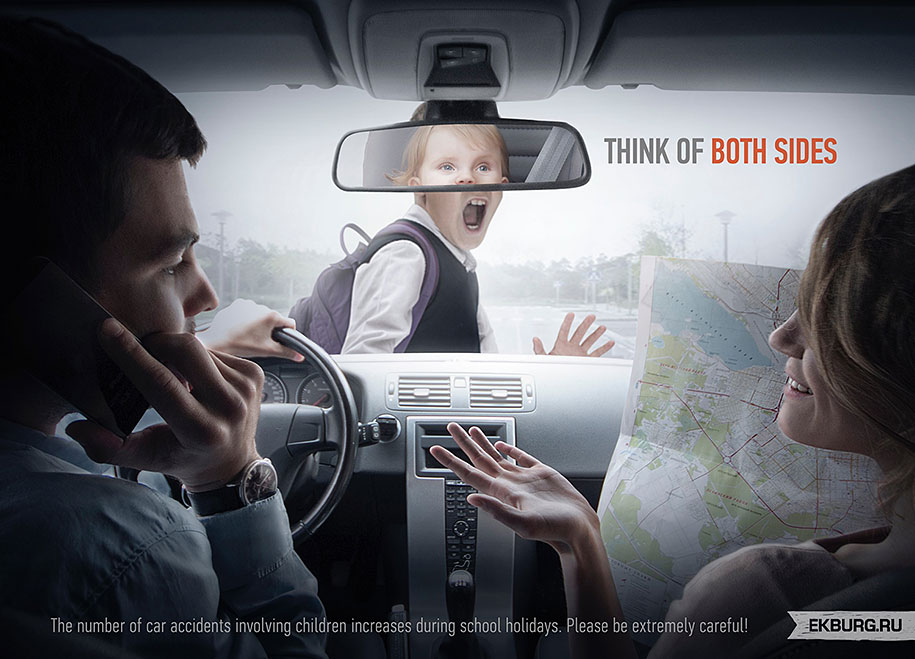 THINK OF BOTH SIDES
The number of car accidents involving children increases during school holidays. Please be extremely careful!
EKBURG.RU